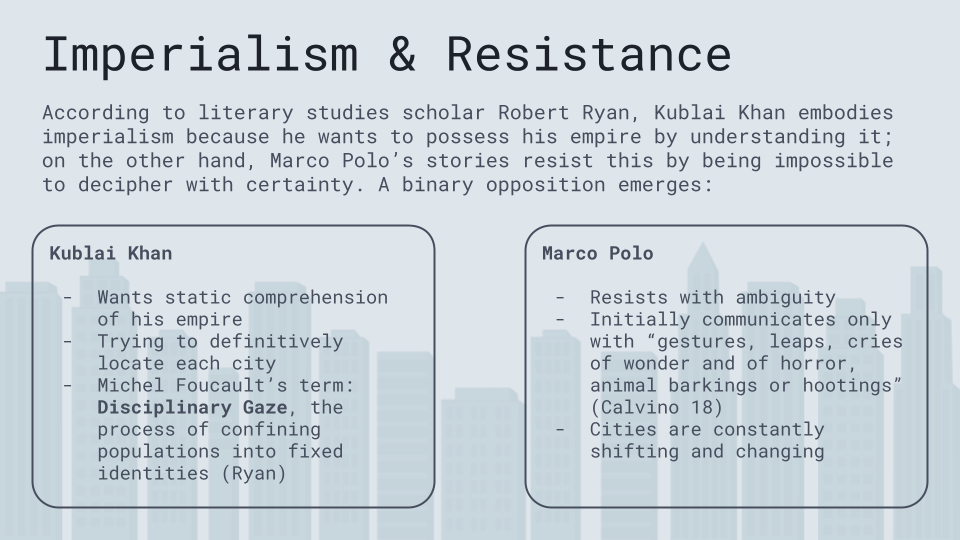 Imperialism & Resistance
According to literary studies scholar Robert Ryan, Kublai Khan embodies
imperialism because he wants to possess his empire by understanding it;
on the other hand, Marco Polo’s stories resist this by being impossible
to decipher with certainty. A binary opposition emerges:
Kublai Khan
- Wants static comprehension
of his empire
- Trying to definitively
locate each city
- Michel Foucault’s term:
Disciplinary Gaze, the
process of confining
populations into fixed
identities (Ryan)
Marco Polo
- Resists with ambiguity
- Initially communicates only
with “gestures, leaps, cries
of wonder and of horror,
animal barkings or hootings”
(Calvino 18)
- Cities are constantly
shifting and changing